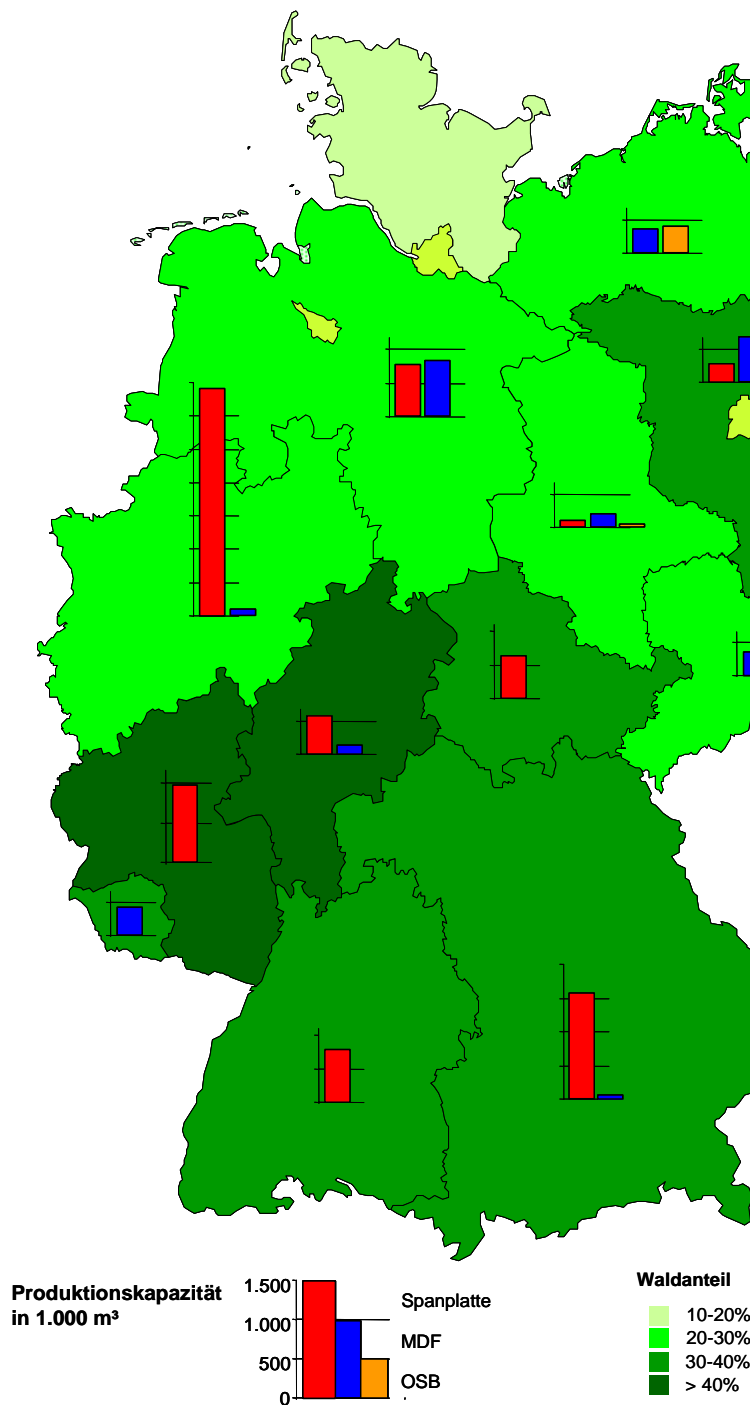 Produktionskapazität
in 1.000 m³
1.500
1.000
500
0
Spanplatte
MDF
OSB
Waldanteil
10-20%
20-30%
30-40%
> 40%